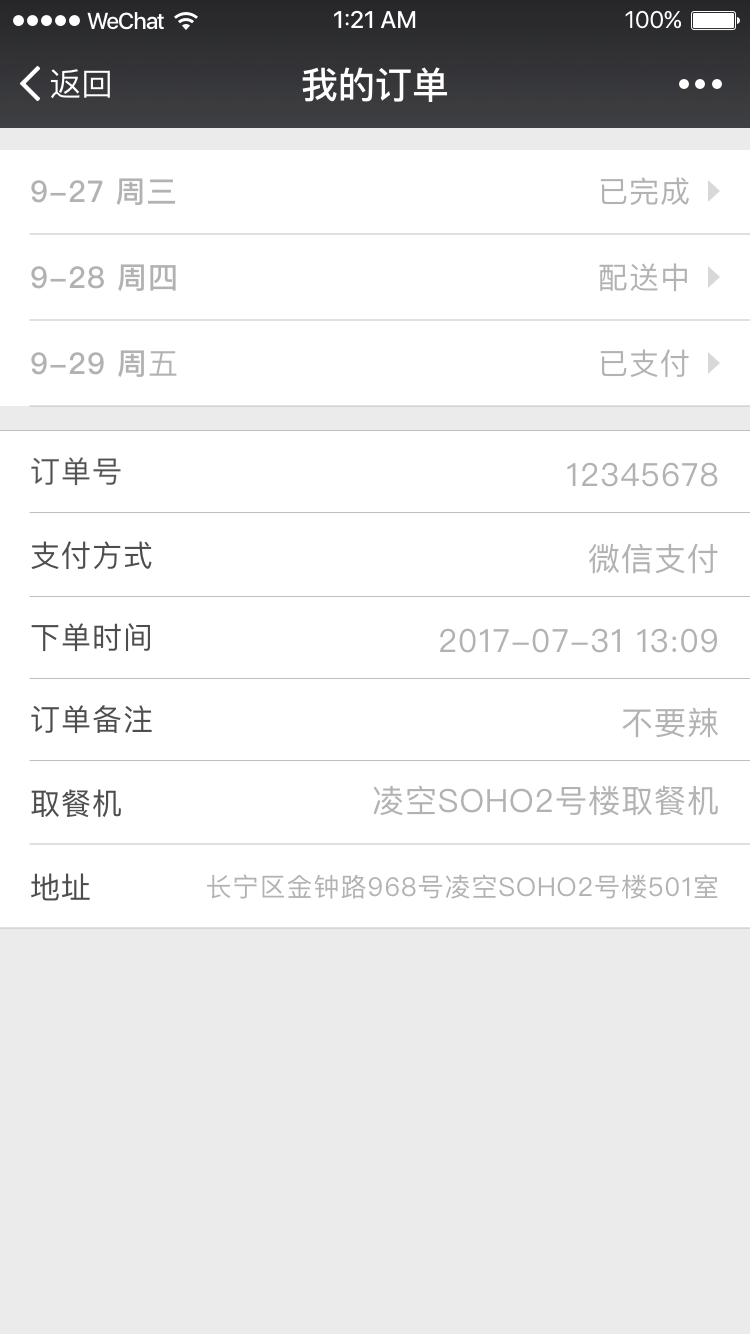 WeChat 1:21 AM 100%
返回 我的订单
9-27 周三 已完成
9-28 周四 配送中
9-29 周五 已支付
订单号 12345678
支付方式 微信支付
下单时间 2017-07-31 13:09
订单备注 不要辣
取餐机 凌空SOHO2号楼取餐机
地址 长宁区金钟路968号凌空SOHO2号楼501室